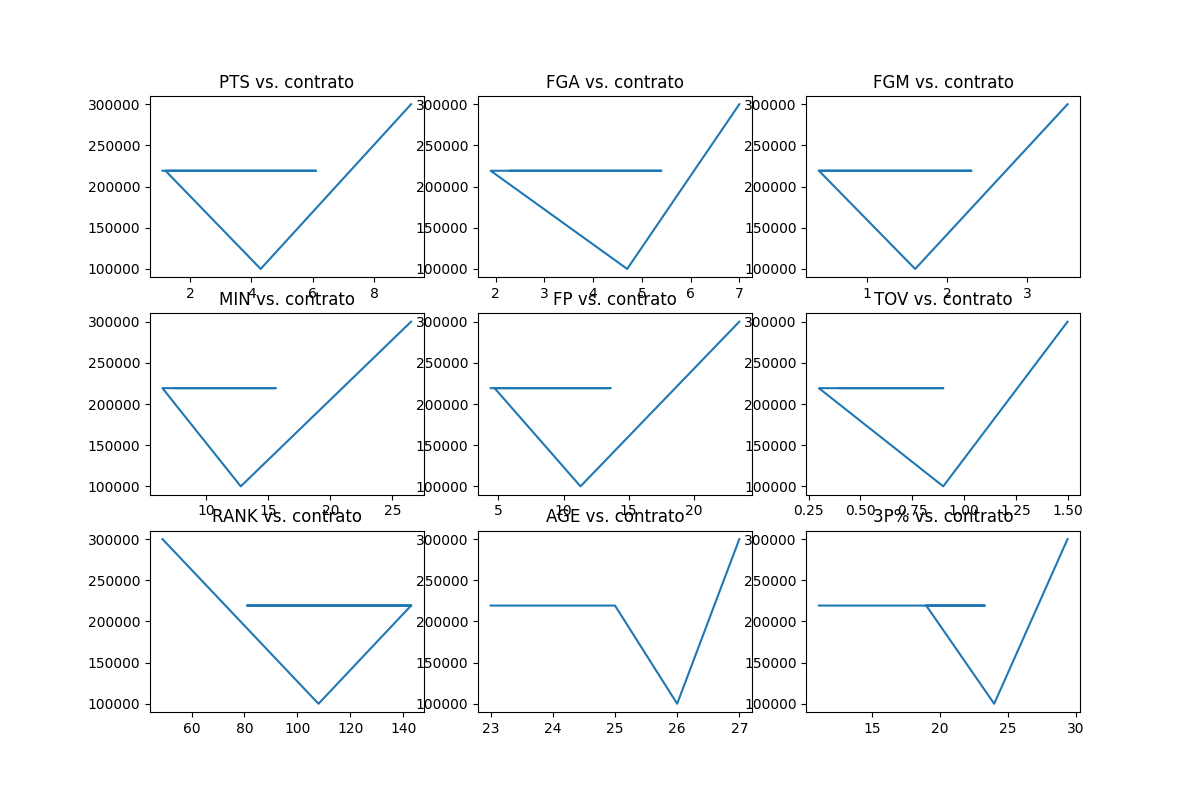 PTS vs. contrato
FGA vs. contrato
FGM vs. contrato
300000
250000
200000
150000
100000
300000
250000
200000
150000
100000
300000
250000
200000
150000
100000
2 4 6 8
2 3 4 5 6 7
1 2 3
MIN vs. contrato
FP vs. contrato
TOV vs. contrato
300000
250000
200000
150000
100000
300000
250000
200000
150000
100000
300000
250000
200000
150000
100000
10 15 20 25
5 10 15 20
0.25 0.50 0.75 1.00 1.25 1.50
RANK vs. contrato
AGE vs. contrato
3P% vs. contrato
300000
250000
200000
150000
100000
300000
250000
200000
150000
100000
300000
250000
200000
150000
100000
60 80 100 120 140
23 24 25 26 27
15 20 25 30